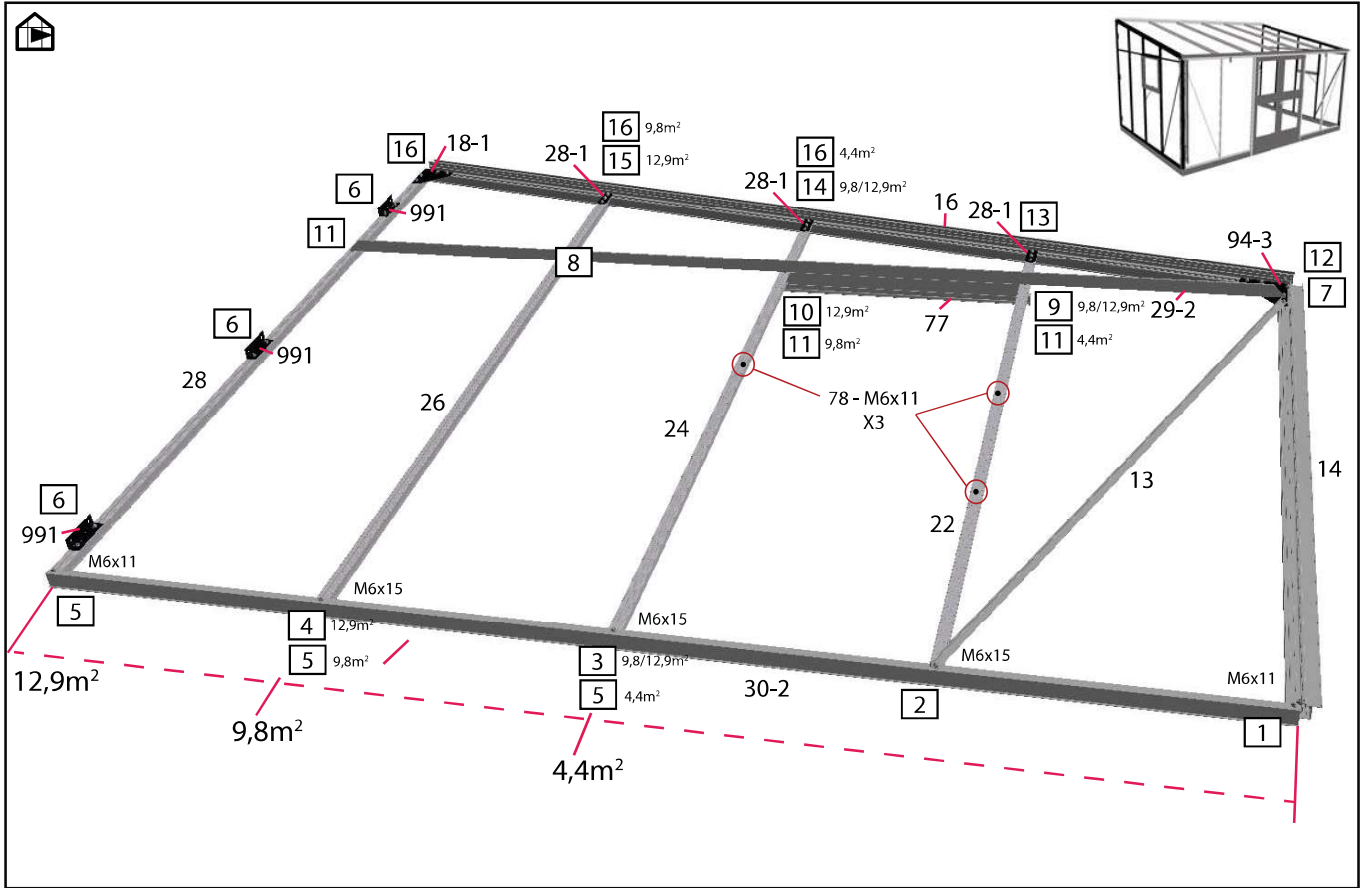 16 9,8m²
15 12,9m²
16 18-1
28-1
16 4,4m²
14 9,8/12,9m²
28-1
6
991
16
28-1 13
11
94-3 12
7
8
10 12,9m²
11 9,8m²
77
9 9,8/12,9m²
11 4,4m²
29-2
6
991
28
26
24
78 - M6x11
X3
13
14
22
6
991
M6x11
M6x15
M6x15
M6x15
M6x11
5
4 12,9m²
5 9,8m²
3 9,8/12,9m²
5 4,4m²
30-2
2
1
12,9m²
9,8m²
4,4m²